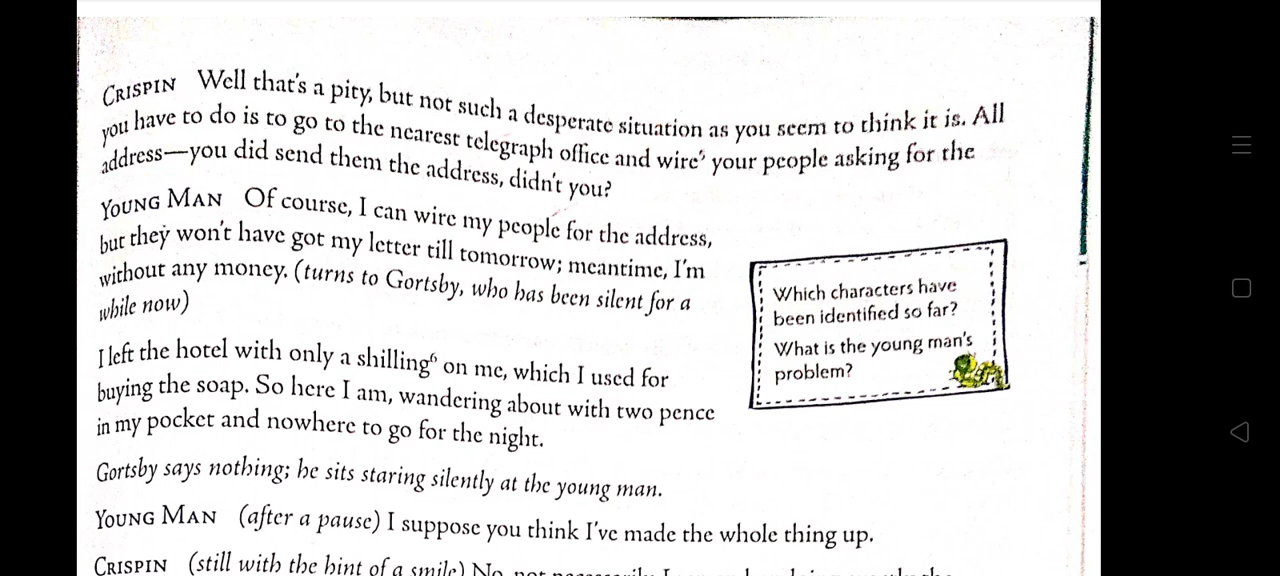 CRISPIN Well that's a pity, but not such a desperate situation as you seem to think it is. All
you have to do is to go to the nearest telegraph office and wire⁵ your people asking for the
address—you did send them the address, didn't you?
YOUNG MAN Of course, I can wire my people for the address,
but they won't have got my letter till tomorrow; meantime, I'm
without any money. (turns to Gortsby, who has been silent for a
while now)
I left the hotel with only a shilling⁶ on me, which I used for
buying the soap. So here I am, wandering about with two pence
in my pocket and nowhere to go for the night.
Which characters have
been identified so far?
What is the young man's
problem?
Gortsby says nothing; he sits staring silently at the young man.
YOUNG MAN (after a pause) I suppose you think I've made the whole thing up.
CRISPIN (still with the hint of a smile) No, not